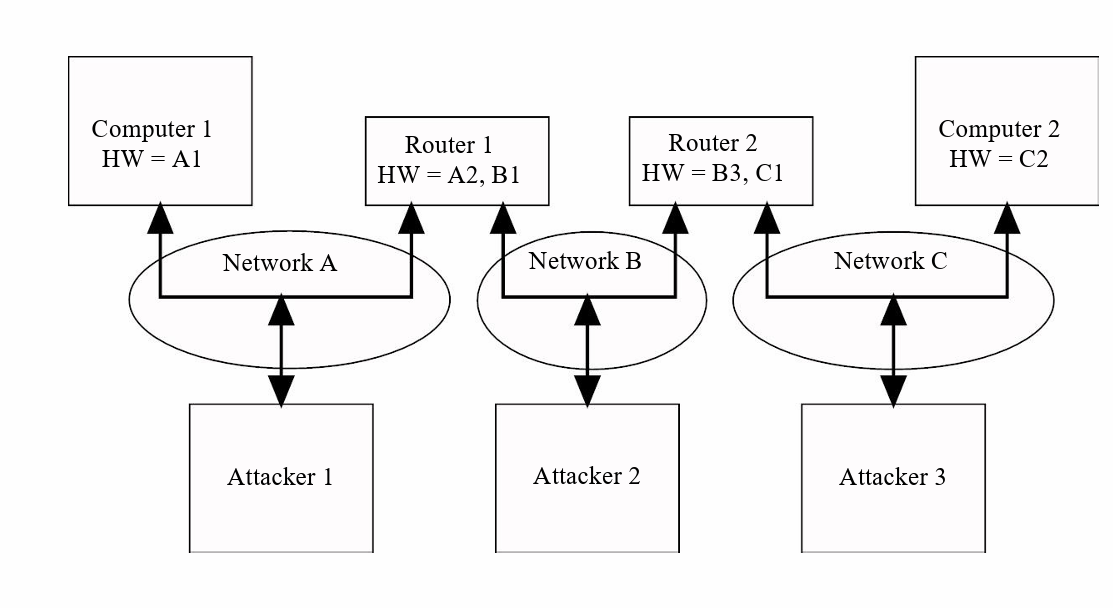 Computer 1
HW = A1
Router 1
HW = A2, B1
Router 2
HW = B3, C1
Computer 2
HW = C2
Network A
Network B
Network C
Attacker 1
Attacker 2
Attacker 3